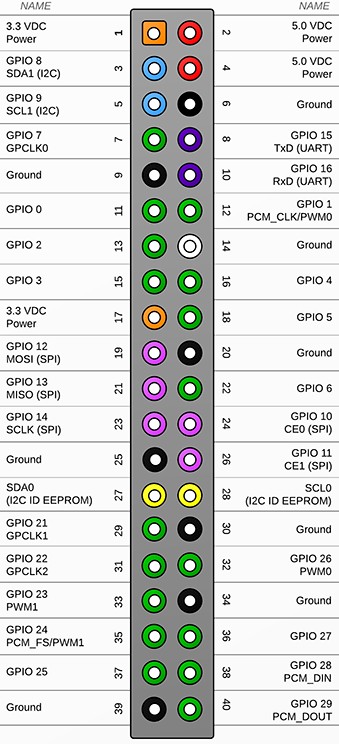 NAME NAME
3.3 VDC 5.0 VDC
Power 1 2 Power
GPIO 8 5.0 VDC
SDA1 (I2C) 3 4 Power
GPIO 9
SCL1 (I2C) 5 6 Ground
GPIO 7 GPIO 15
GPCLK0 7 8 TxD (UART)
Ground 9 10 GPIO 16
RxD (UART)
GPIO 0 11 12 GPIO 1
PCM_CLK/PWM0
GPIO 2 13 14 Ground
GPIO 3 15 16 GPIO 4
3.3 VDC
Power 17 18 GPIO 5
GPIO 12
MOSI (SPI) 19 20 Ground
GPIO 13
MISO (SPI) 21 22 GPIO 6
GPIO 14 GPIO 10
SCLK (SPI) 23 24 CE0 (SPI)
Ground 25 26 GPIO 11
CE1 (SPI)
SDA0 SCL0
(I2C ID EEPROM) 27 28 (I2C ID EEPROM)
GPIO 21
GPCLK1 29 30 Ground
GPIO 22 GPIO 26
GPCLK2 31 32 PWM0
GPIO 23
PWM1 33 34 Ground
GPIO 24
PCM_FS/PWM1 35 36 GPIO 27
GPIO 25 37 38 GPIO 28
PCM_DIN
Ground 39 40 GPIO 29
PCM_DOUT